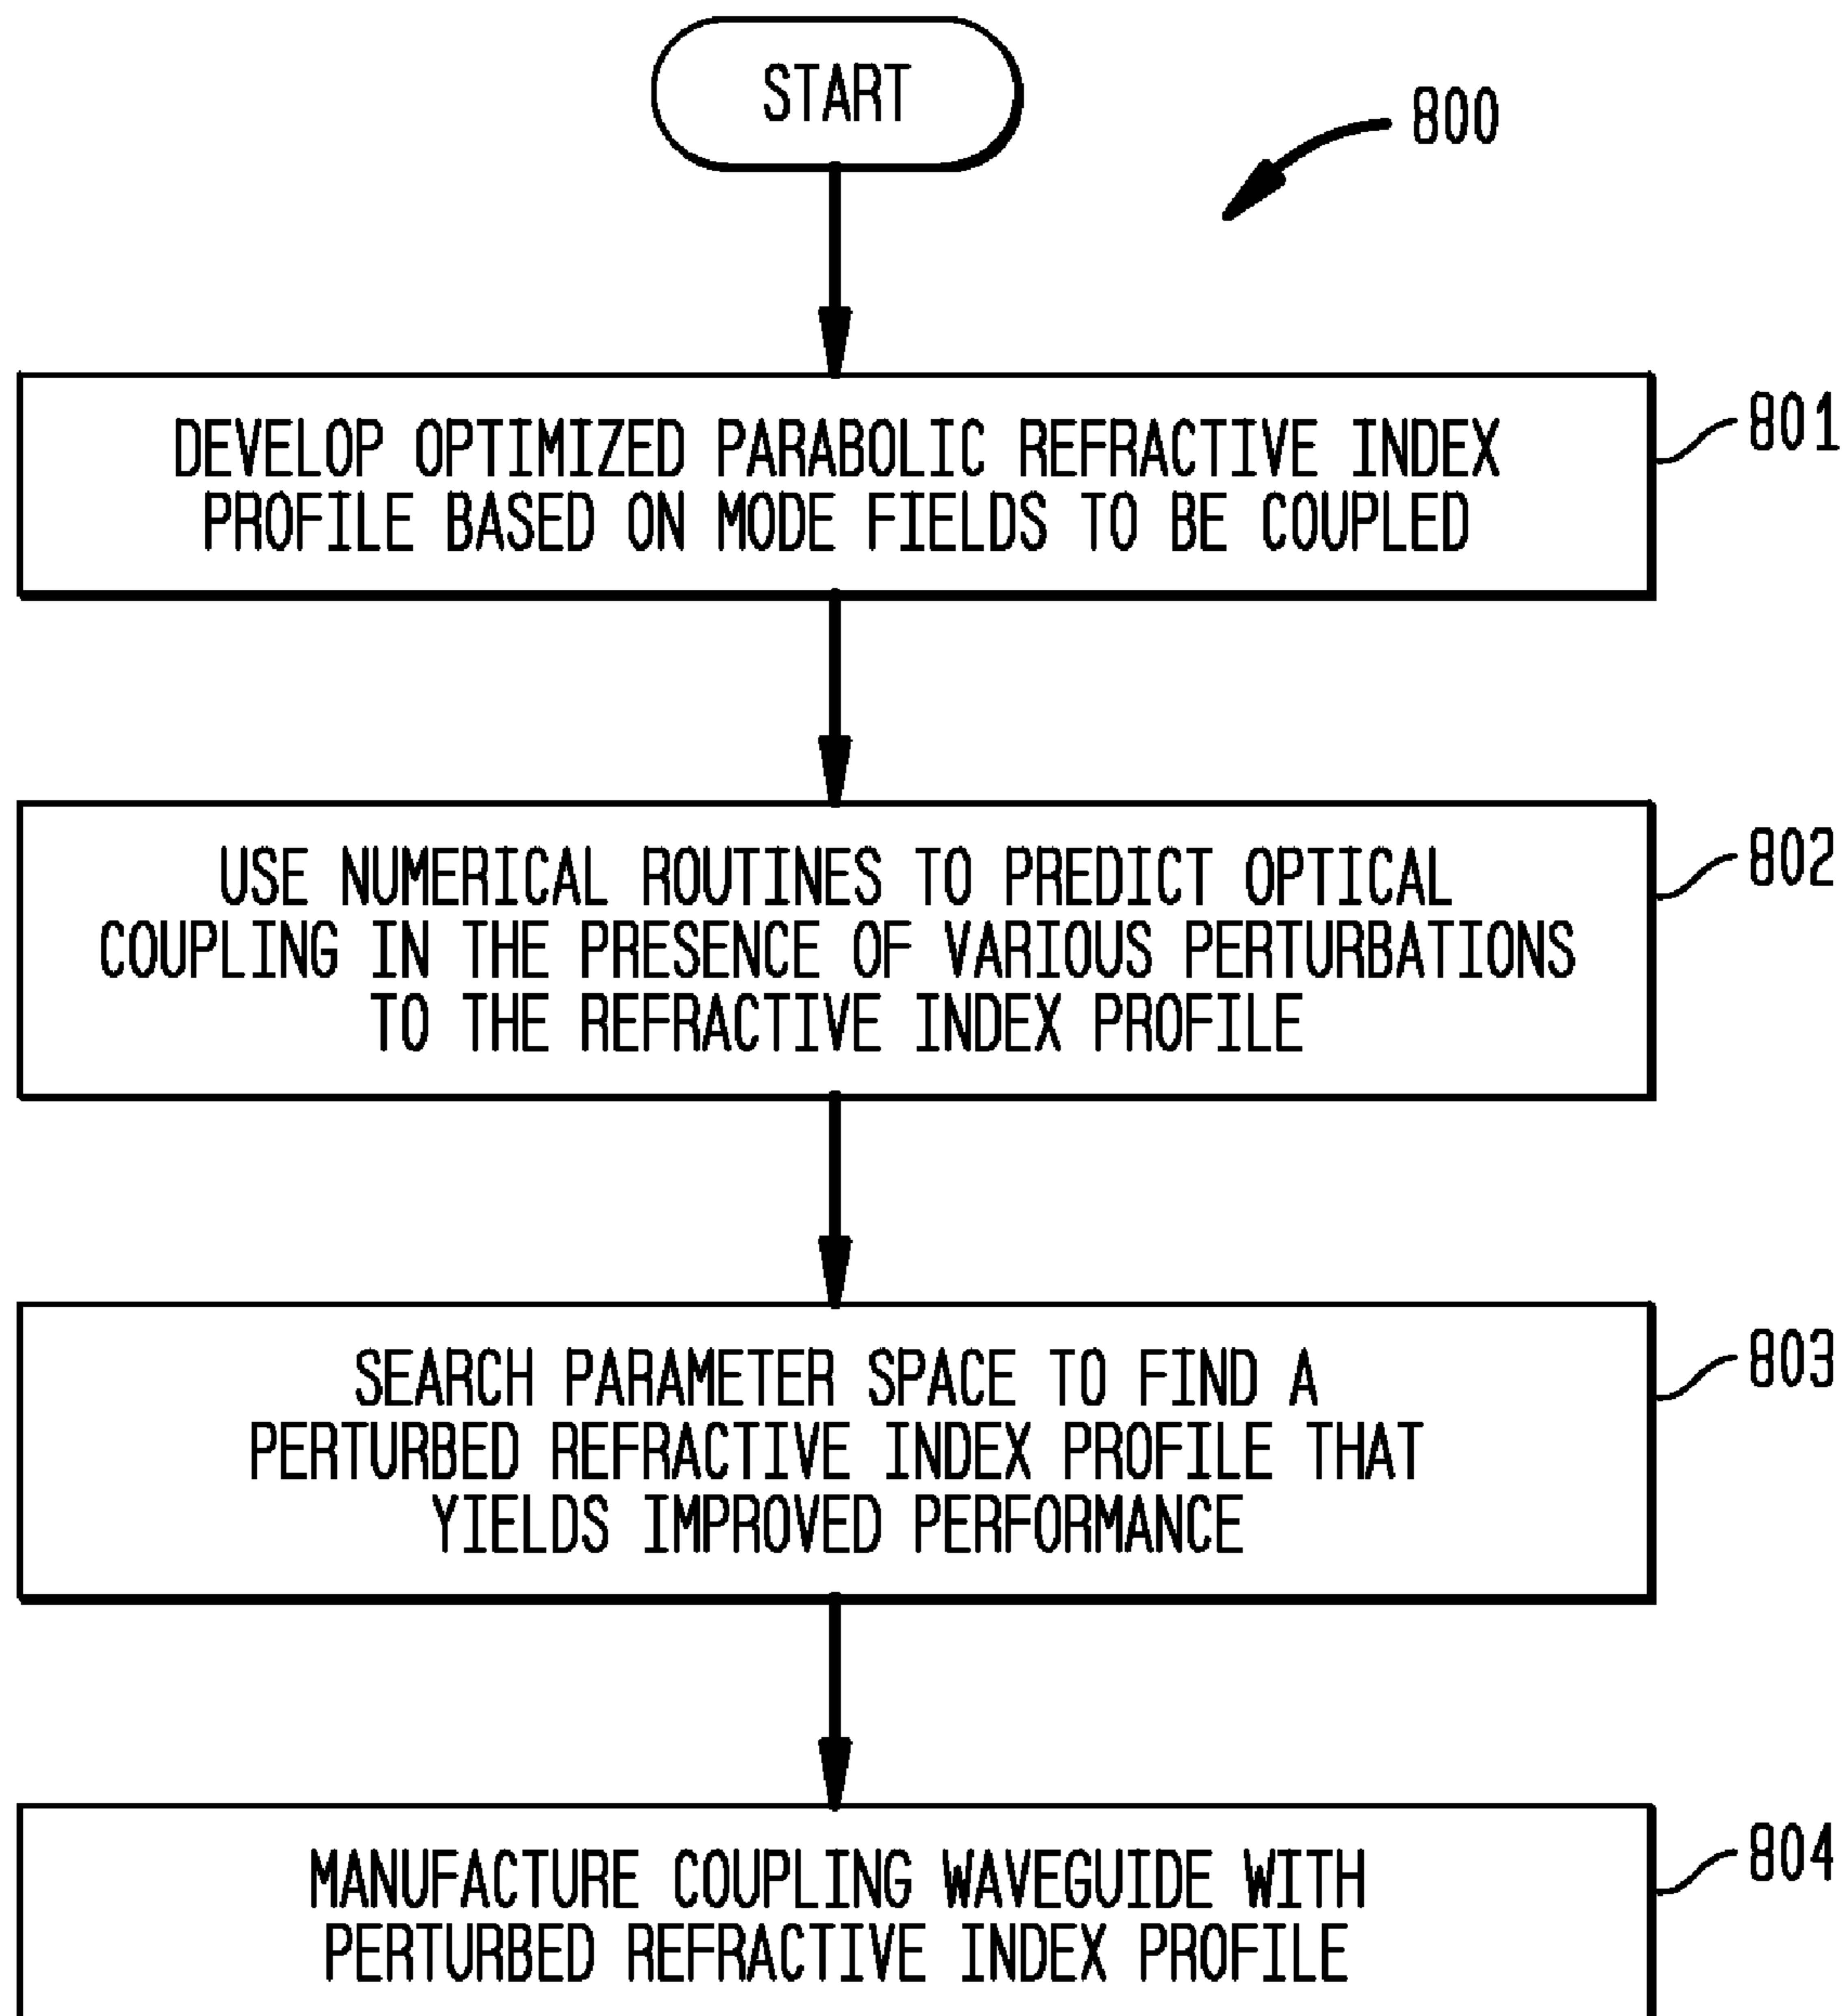 START
800
DEVELOP OPTIMIZED PARABOLIC REFRACTIVE INDEX
PROFILE BASED ON MODE FIELDS TO BE COUPLED
801
USE NUMERICAL ROUTINES TO PREDICT OPTICAL
COUPLING IN THE PRESENCE OF VARIOUS PERTURBATIONS
TO THE REFRACTIVE INDEX PROFILE
802
SEARCH PARAMETER SPACE TO FIND A
PERTURBED REFRACTIVE INDEX PROFILE THAT
YIELDS IMPROVED PERFORMANCE
803
MANUFACTURE COUPLING WAVEGUIDE WITH
PERTURBED REFRACTIVE INDEX PROFILE
804